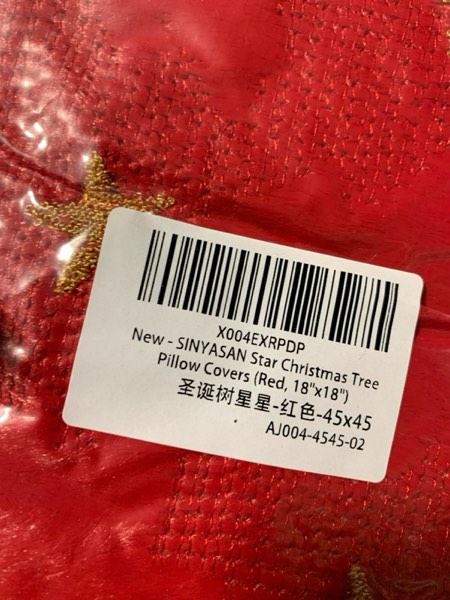 X004EXRPDP
New - SINYASAN Star Christmas Tree
Pillow Covers (Red, 18"x18")
圣诞树星星-红色-45x45
AJ004-4545-02